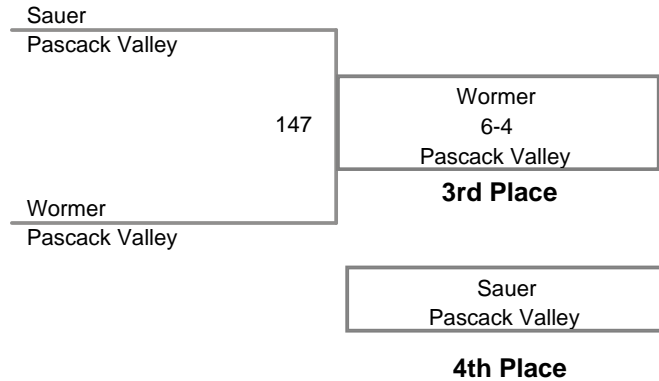 Sauer
Pascack Valley
147
Wormer
6-4
Pascack Valley
3rd Place
Wormer
Pascack Valley
Sauer
Pascack Valley
4th Place